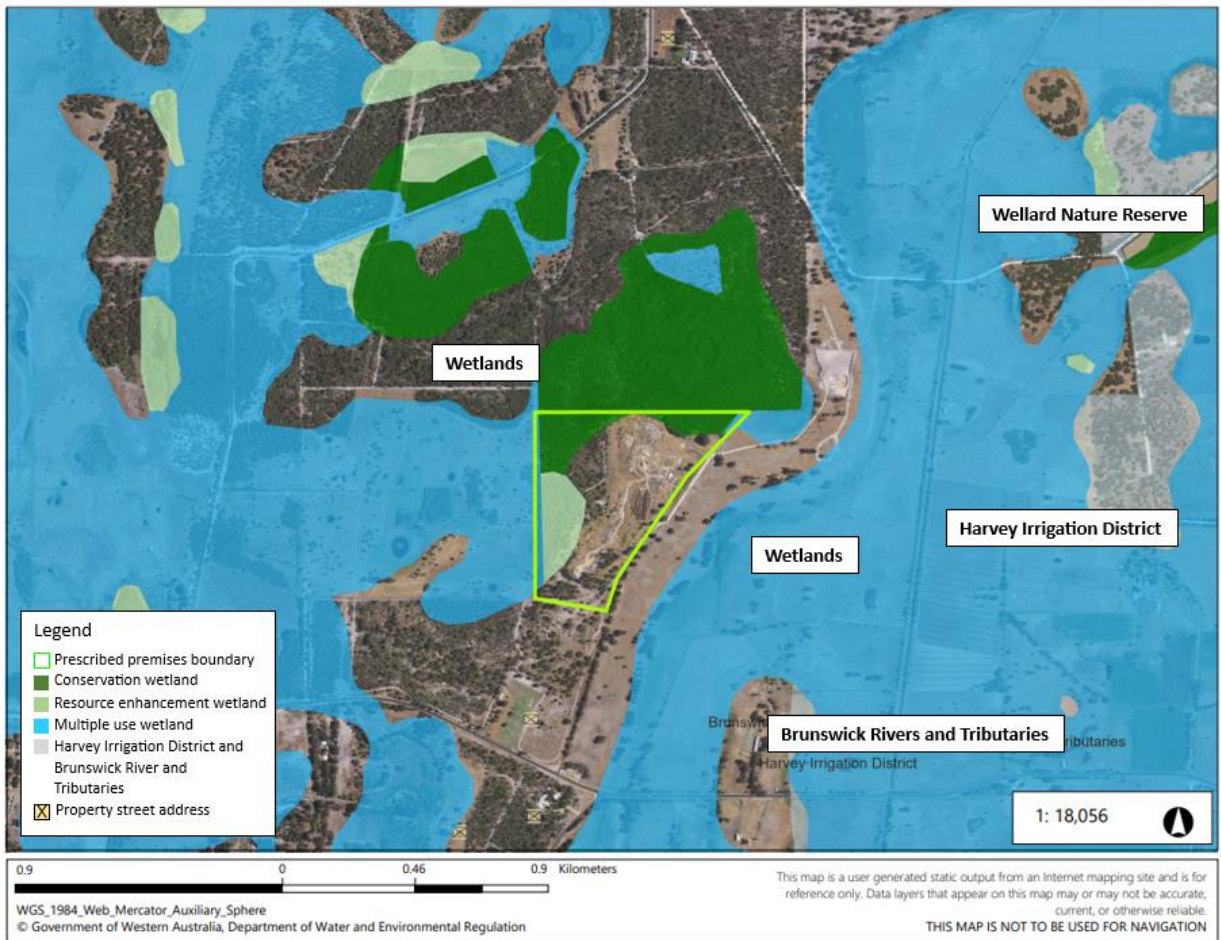 Wellard Nature Reserve
Wetlands
Harvey Irrigation District
Wetlands
Legend
Prescribed premises boundary
Conservation wetland
Resource enhancement wetland
Multiple use wetland
Harvey Irrigation District and
Brunswick River and
Tributaries
Property street address
Brunswick Rivers and Tributaries
Harvey Irrigation District
1: 18,056
0.9 0 0.46 0.9 Kilometers
WGS_1984_Web_Mercator_Auxiliary_Sphere
© Government of Western Australia, Department of Water and Environmental Regulation
This map is a user generated static output from an Internet mapping site and is for
reference only. Data layers that appear on this map may or may not be accurate,
current, or otherwise reliable.
THIS MAP IS NOT TO BE USED FOR NAVIGATION